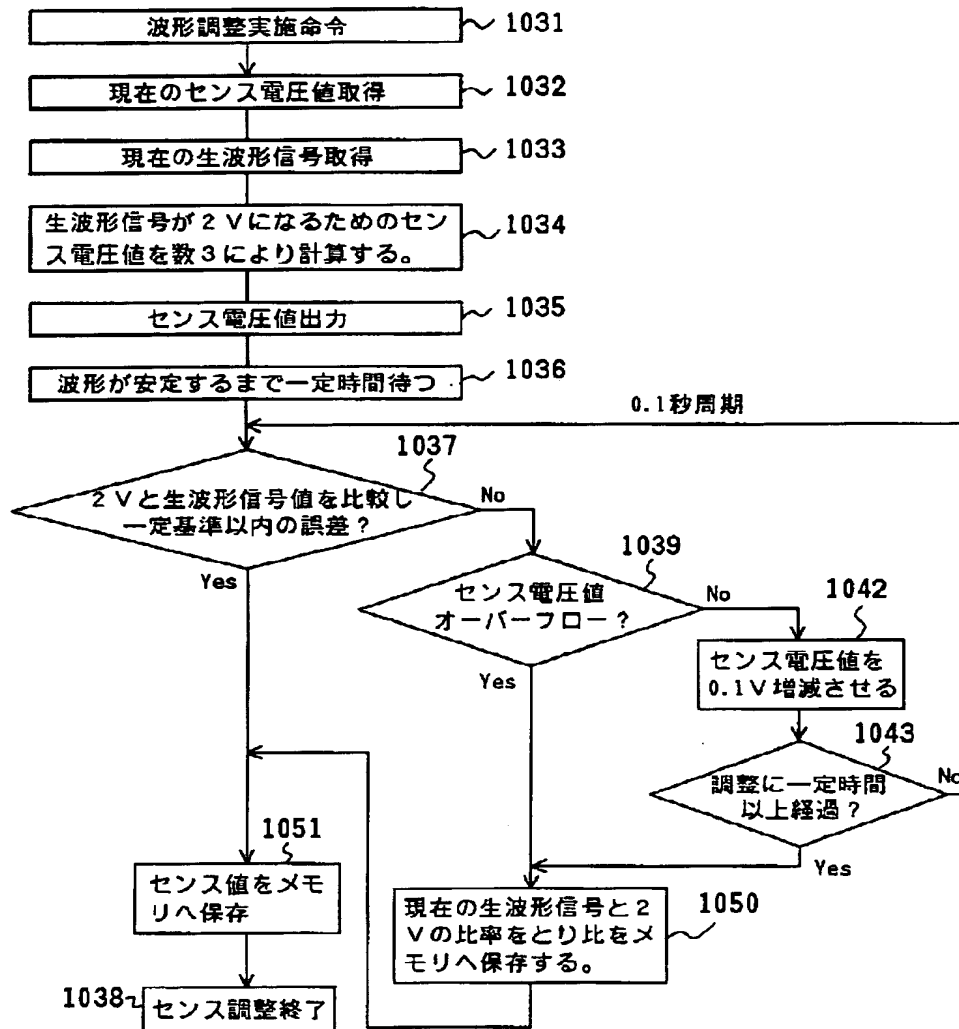 波形調整実施命令
1031
現在のセンス電圧値取得
1032
現在の生波形信号取得
1033
生波形信号が2Vになるためのセン
ス電圧値を数3により計算する。
1034
センス電圧値出力
1035
波形が安定するまで一定時間待つ
1036
0.1秒周期
1037
2Vと生波形信号値を比較し
一定基準以内の誤差?
No
Yes
1039
センス電圧値
オーバーフロー?
No
Yes
1042
センス電圧値を
0.1V増減させる
1043
調整に一定時間
以上経過?
No
Yes
1051
センス値をメモ
リへ保存
現在の生波形信号と2
Vの比率をとり比をメ
モリへ保存する。
1050
1038
センス調整終了